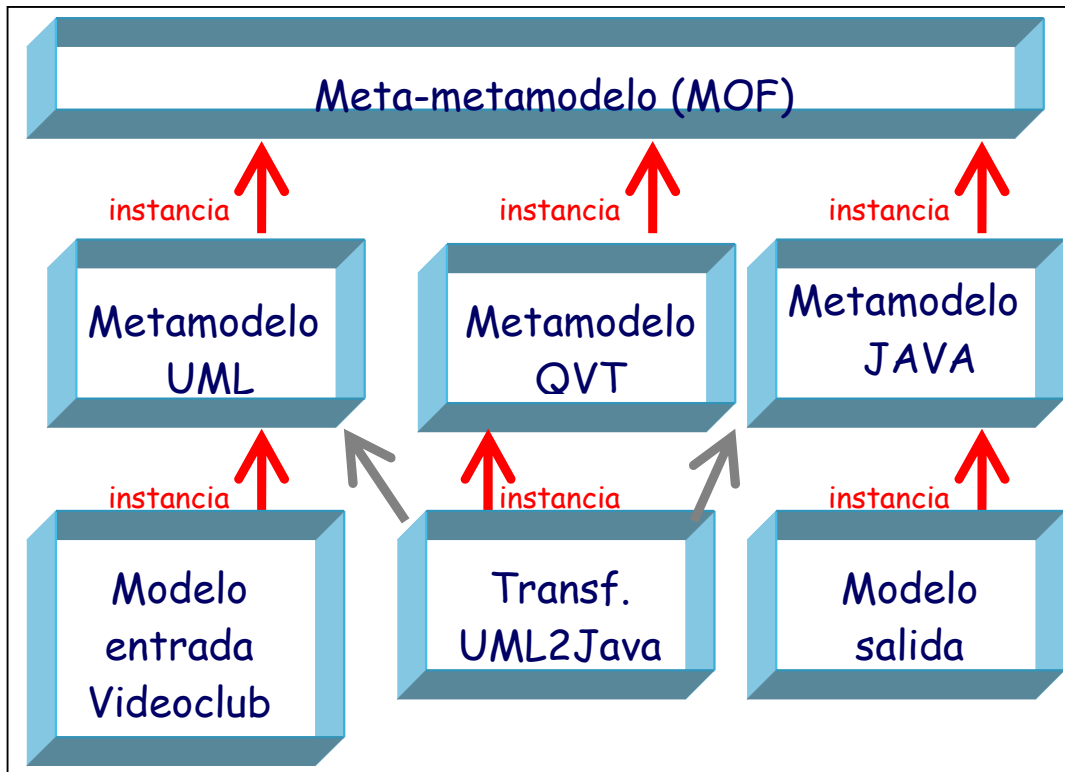 Meta-metamodelo (MOF)
instancia
instancia
instancia
Metamodelo
UML
Metamodelo
QVT
Metamodelo
JAVA
instancia
instancia
instancia
Modelo
entrada
Videoclub
Transf.
UML2Java
Modelo
salida